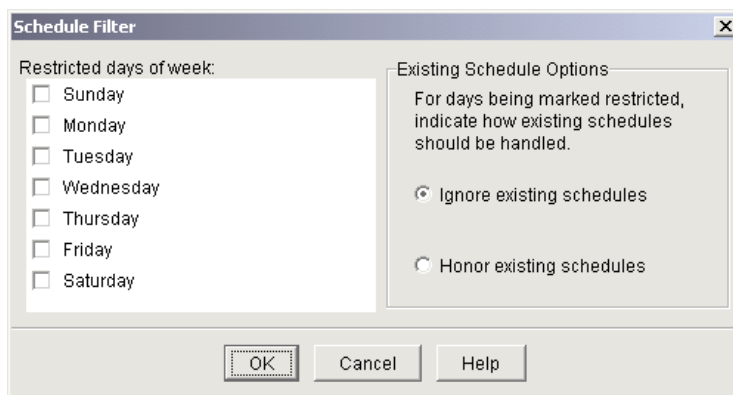 Schedule Filter
Restricted days of week:
Sunday
Monday
Tuesday
Wednesday
Thursday
Friday
Saturday
Existing Schedule Options
For days being marked restricted,
indicate how existing schedules
should be handled.
Ignore existing schedules
Honor existing schedules
OK
Cancel
Help